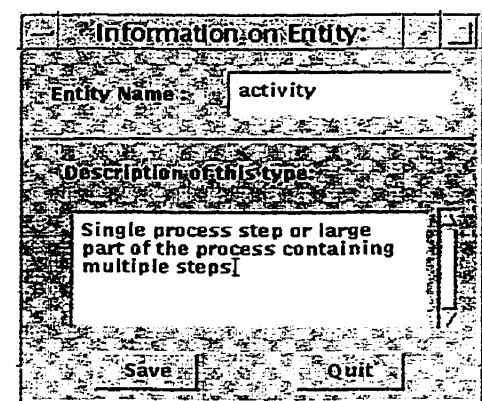 Information on Entity:
Entity Name
activity
Description of this type:
Single process step or large
part of the process containing
multiple steps
Save
Quit